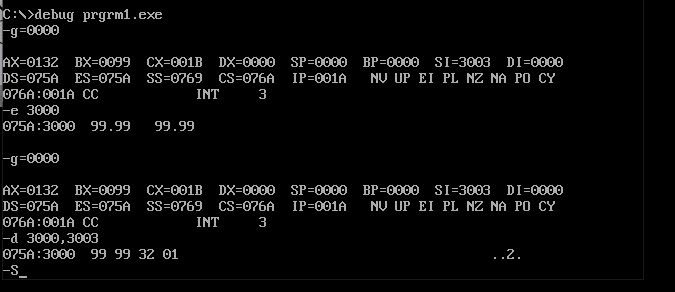 C:\>debug prgrm1.exe
-g=0000
AX=0132  BX=0099  CX=001B  DX=0000  SP=0000  BP=0000  SI=3003  DI=0000
DS=075A  ES=075A  SS=0769  CS=076A  IP=001A   NV UP EI PL NZ NA PO CY
076A:001A CC            INT     3
-e 3000
075A:3000  99.99   99.99
-g=0000
AX=0132  BX=0099  CX=001B  DX=0000  SP=0000  BP=0000  SI=3003  DI=0000
DS=075A  ES=075A  SS=0769  CS=076A  IP=001A   NV UP EI PL NZ NA PO CY
076A:001A CC            INT     3
-d 3000,3003
075A:3000  99 99 32 01                                        ..2.
-S_